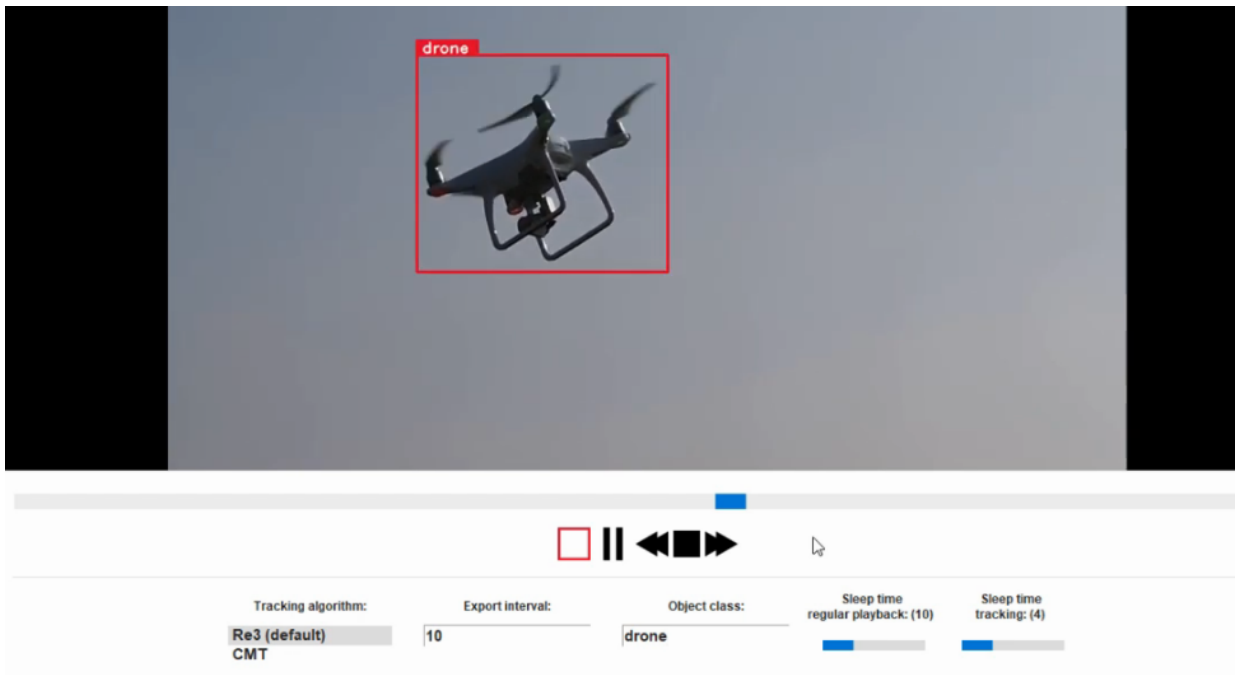 drone
Tracking algorithm:
Export interval:
Object class:
Sleep time
regular playback: (10)
Sleep time
tracking: (4)
Re3 (default)
CMT
10
drone